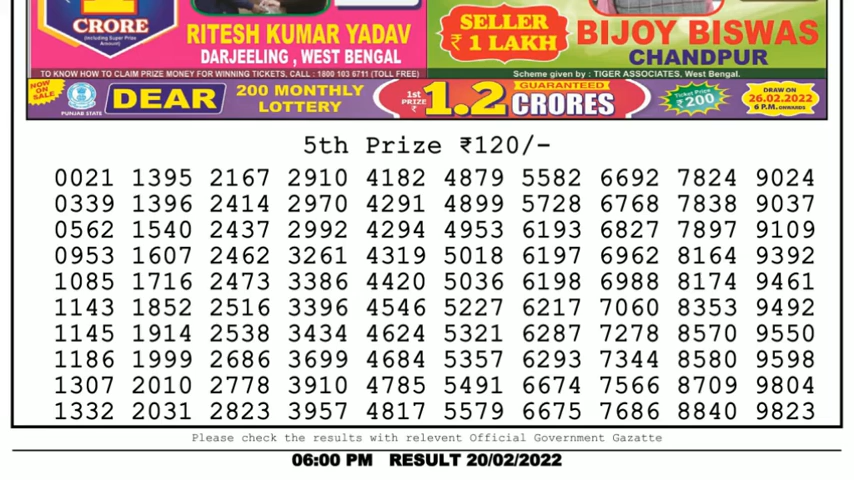 1
CRORE
(Including Super Prize Amount)
RITESH KUMAR YADAV
DARJEELING , WEST BENGAL
SELLER
₹ 1 LAKH
BIJOY BISWAS
CHANDPUR
TO KNOW HOW TO CLAIM PRIZE MONEY FOR WINNING TICKETS, CALL : 1800 103 6711 (TOLL FREE)
Scheme given by : TIGER ASSOCIATES, West Bengal.
NOW ON SALE
PUNJAB STATE
DEAR
200 MONTHLY
LOTTERY
1st PRIZE ₹
1.2
GUARANTEED
CRORES
Ticket Price
₹200
DRAW ON
26.02.2022
6 P.M. ONWARDS
5th Prize ₹120/-
0021 1395 2167 2910 4182 4879 5582 6692 7824 9024
0339 1396 2414 2970 4291 4899 5728 6768 7838 9037
0562 1540 2437 2992 4294 4953 6193 6827 7897 9109
0953 1607 2462 3261 4319 5018 6197 6962 8164 9392
1085 1716 2473 3386 4420 5036 6198 6988 8174 9461
1143 1852 2516 3396 4546 5227 6217 7060 8353 9492
1145 1914 2538 3434 4624 5321 6287 7278 8570 9550
1186 1999 2686 3699 4684 5357 6293 7344 8580 9598
1307 2010 2778 3910 4785 5491 6674 7566 8709 9804
1332 2031 2823 3957 4817 5579 6675 7686 8840 9823
Please check the results with relevent Official Government Gazatte
06:00 PM RESULT 20/02/2022